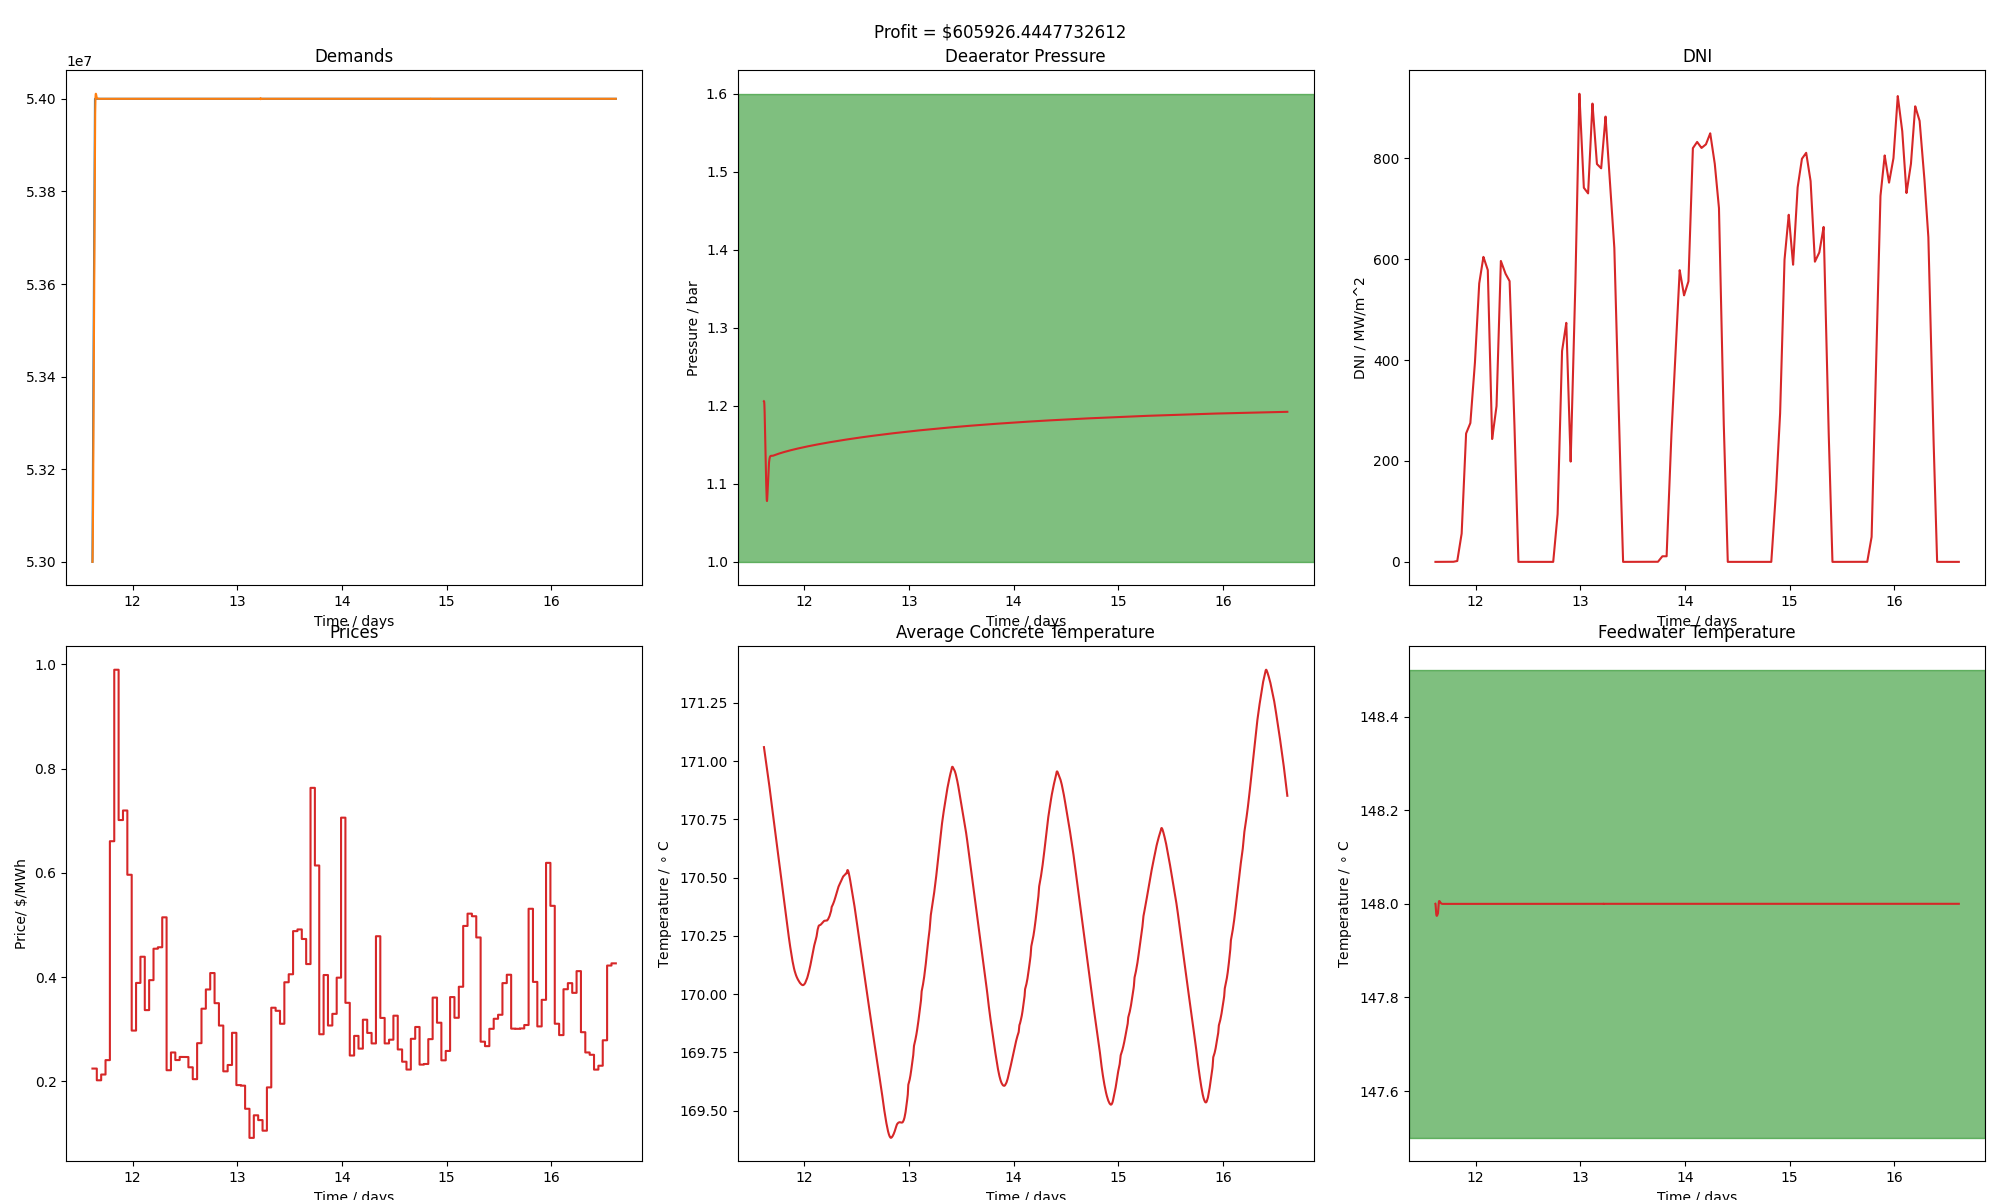 Profit = $605926.4447732612
Demands
1e7
5.40
5.38
5.36
5.34
5.32
5.30
12 13 14 15 16
Time / days
Deaerator Pressure
Pressure / bar
1.6
1.5
1.4
1.3
1.2
1.1
1.0
12 13 14 15 16
Time / days
DNI
DNI / MW/m^2
800
600
400
200
0
12 13 14 15 16
Time / days
Prices
Price/ $/MWh
1.0
0.8
0.6
0.4
0.2
12 13 14 15 16
Time / days
Average Concrete Temperature
Temperature / ∘ C
171.25
171.00
170.75
170.50
170.25
170.00
169.75
169.50
12 13 14 15 16
Time / days
Feedwater Temperature
Temperature / ∘ C
148.4
148.2
148.0
147.8
147.6
12 13 14 15 16
Time / days